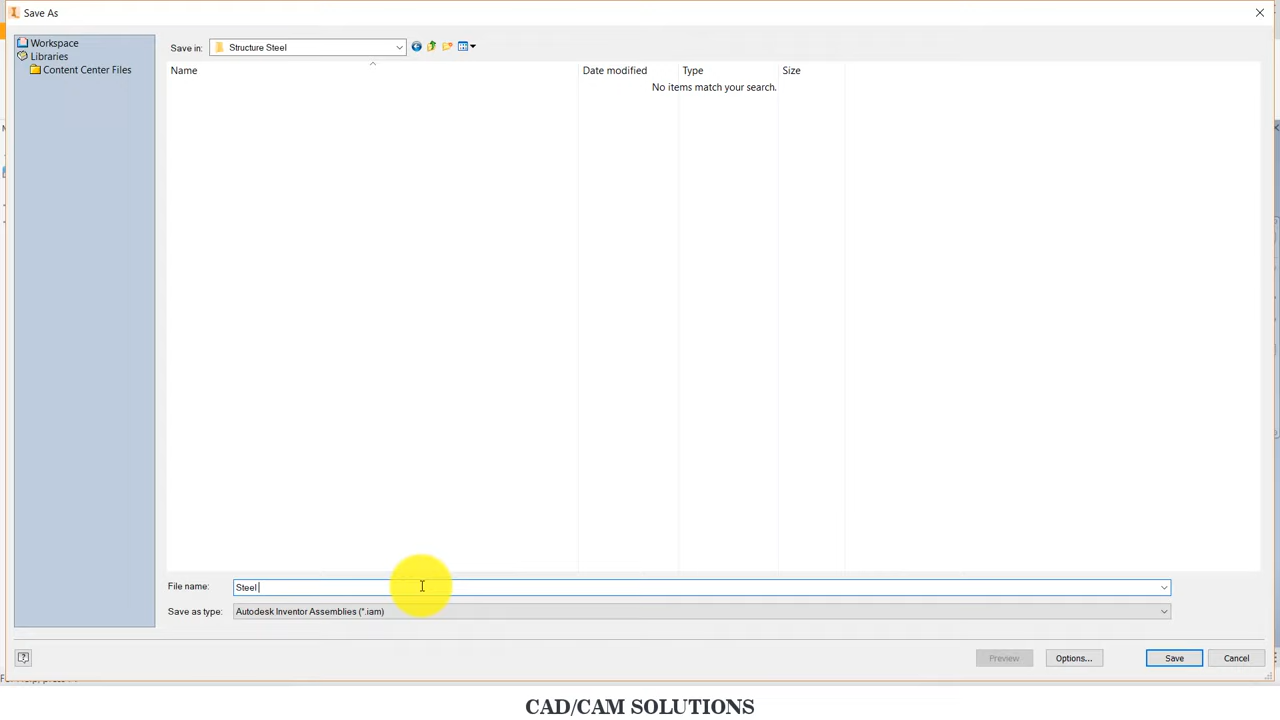 Save As
Workspace
Libraries
Content Center Files
Save in: Structure Steel
Name Date modified Type Size
No items match your search.
File name: Steel
Save as type: Autodesk Inventor Assemblies (*.iam)
Preview Options... Save Cancel
CAD/CAM SOLUTIONS